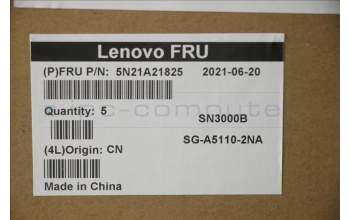 Lenovo FRU
(P)FRU P/N: 5N21A21825 2021-06-20
Quantity: 5
SN3000B
SG-A5110-2NA
(4L)Origin: CN
Made in China